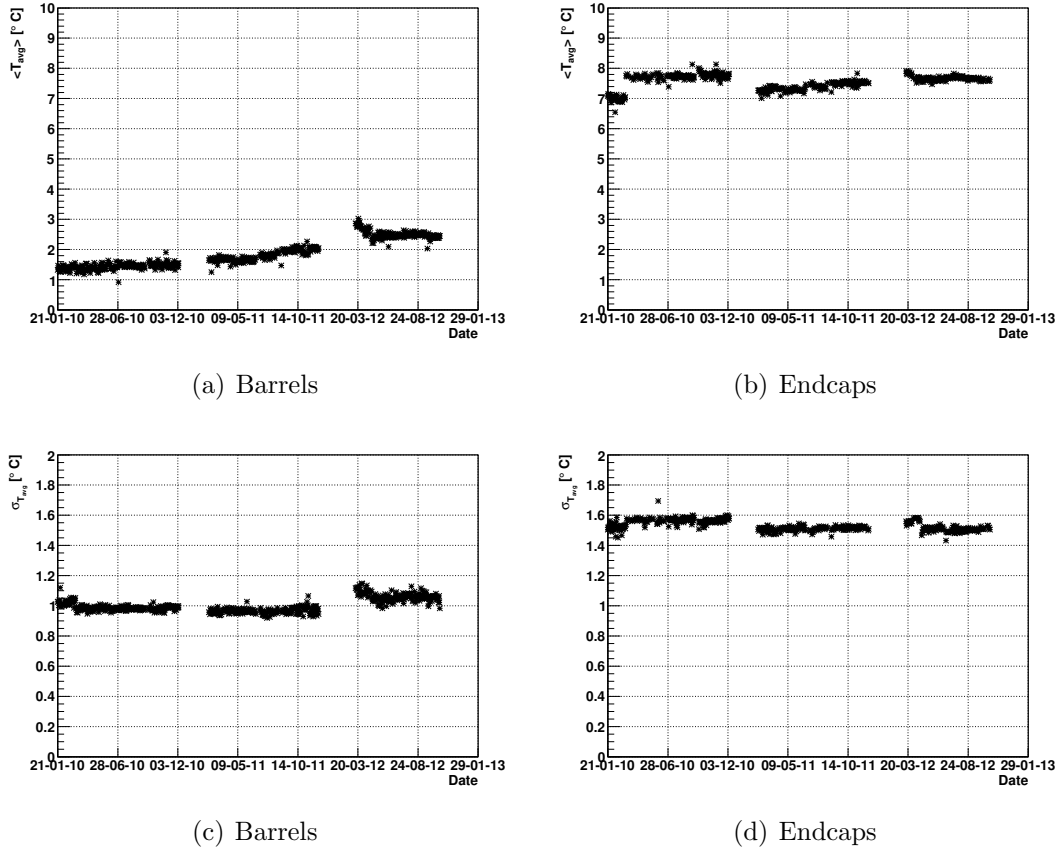 <T_avg> [° C]
10
9
8
7
6
5
4
3
2
1
0
21-01-10 28-06-10 03-12-10 09-05-11 14-10-11 20-03-12 24-08-12 29-01-13
Date
(a) Barrels
<T_avg> [° C]
10
9
8
7
6
5
4
3
2
1
0
21-01-10 28-06-10 03-12-10 09-05-11 14-10-11 20-03-12 24-08-12 29-01-13
Date
(b) Endcaps
σ_T_avg [° C]
2
1.8
1.6
1.4
1.2
1
0.8
0.6
0.4
0.2
0
21-01-10 28-06-10 03-12-10 09-05-11 14-10-11 20-03-12 24-08-12 29-01-13
Date
(c) Barrels
σ_T_avg [° C]
2
1.8
1.6
1.4
1.2
1
0.8
0.6
0.4
0.2
0
21-01-10 28-06-10 03-12-10 09-05-11 14-10-11 20-03-12 24-08-12 29-01-13
Date
(d) Endcaps